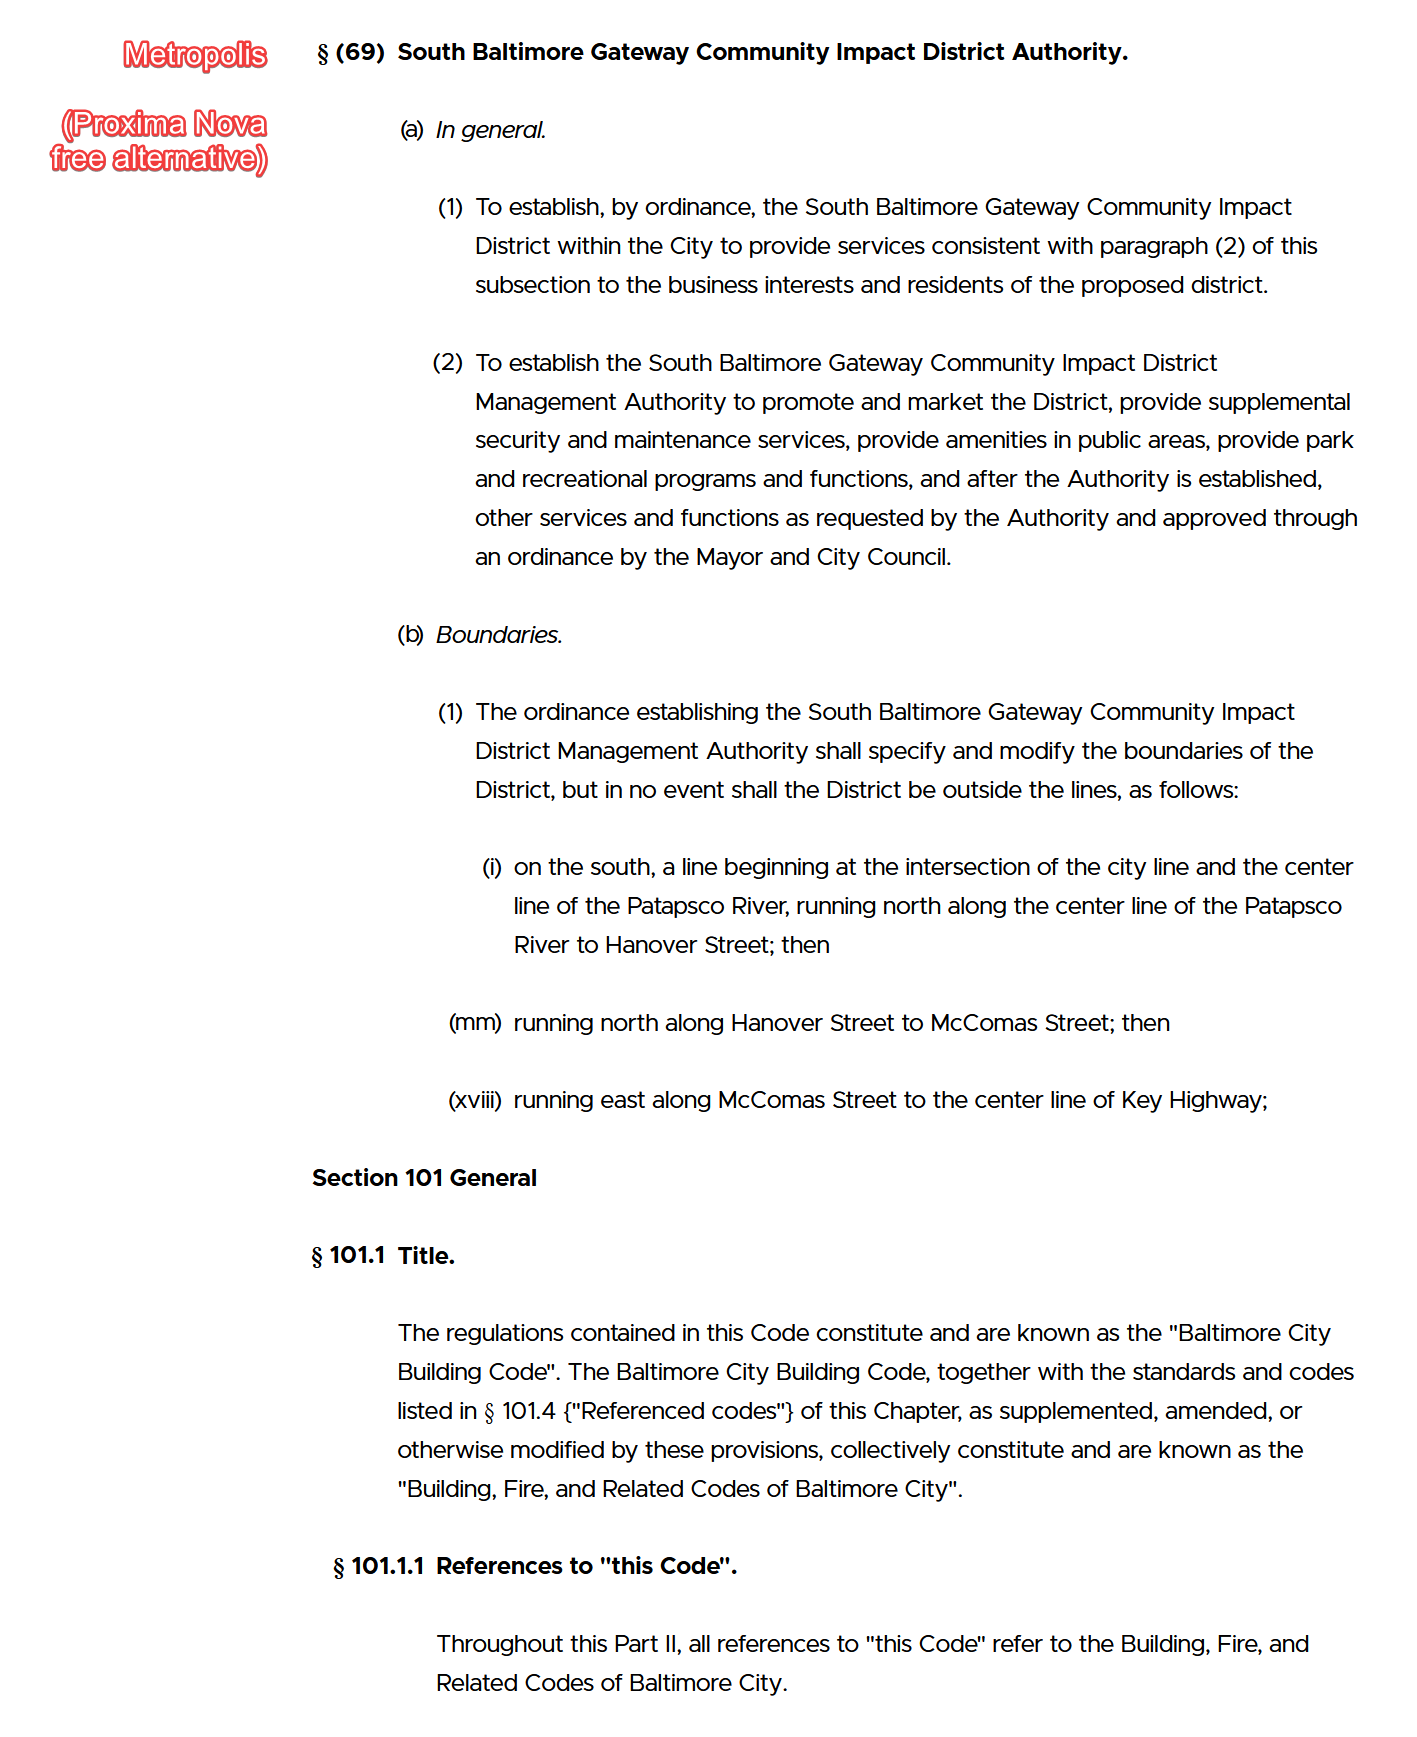 Metropolis
(Proxima Nova
free alternative)
§ (69) South Baltimore Gateway Community Impact District Authority.
(a) In general.
(1) To establish, by ordinance, the South Baltimore Gateway Community Impact
District within the City to provide services consistent with paragraph (2) of this
subsection to the business interests and residents of the proposed district.
(2) To establish the South Baltimore Gateway Community Impact District
Management Authority to promote and market the District, provide supplemental
security and maintenance services, provide amenities in public areas, provide park
and recreational programs and functions, and after the Authority is established,
other services and functions as requested by the Authority and approved through
an ordinance by the Mayor and City Council.
(b) Boundaries.
(1) The ordinance establishing the South Baltimore Gateway Community Impact
District Management Authority shall specify and modify the boundaries of the
District, but in no event shall the District be outside the lines, as follows:
(i) on the south, a line beginning at the intersection of the city line and the center
line of the Patapsco River, running north along the center line of the Patapsco
River to Hanover Street; then
(mm) running north along Hanover Street to McComas Street; then
(xviii) running east along McComas Street to the center line of Key Highway;
Section 101 General
§ 101.1 Title.
The regulations contained in this Code constitute and are known as the "Baltimore City
Building Code". The Baltimore City Building Code, together with the standards and codes
listed in § 101.4 {"Referenced codes"} of this Chapter, as supplemented, amended, or
otherwise modified by these provisions, collectively constitute and are known as the
"Building, Fire, and Related Codes of Baltimore City".
§ 101.1.1 References to "this Code".
Throughout this Part II, all references to "this Code" refer to the Building, Fire, and
Related Codes of Baltimore City.